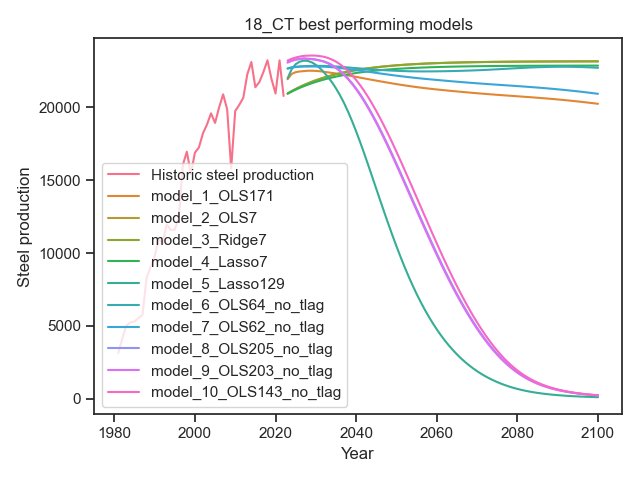 18_CT best performing models
Steel production
20000
15000
10000
5000
0
Historic steel production
model_1_OLS171
model_2_OLS7
model_3_Ridge7
model_4_Lasso7
model_5_Lasso129
model_6_OLS64_no_tlag
model_7_OLS62_no_tlag
model_8_OLS205_no_tlag
model_9_OLS203_no_tlag
model_10_OLS143_no_tlag
1980 2000 2020 2040 2060 2080 2100
Year